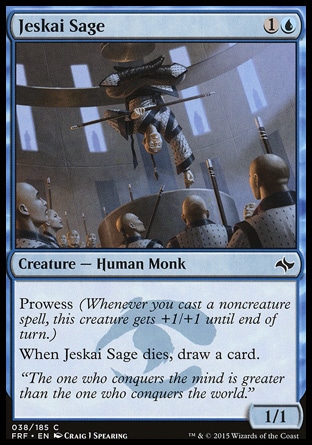 Jeskai Sage 1
Creature — Human Monk
Prowess (Whenever you cast a noncreature
spell, this creature gets +1/+1 until end of
turn.)
When Jeskai Sage dies, draw a card.
“The one who conquers the mind is greater
than the one who conquers the world.”
1/1
038/185 C
FRF • EN Craig J Spearing
™ & © 2015 Wizards of the Coast